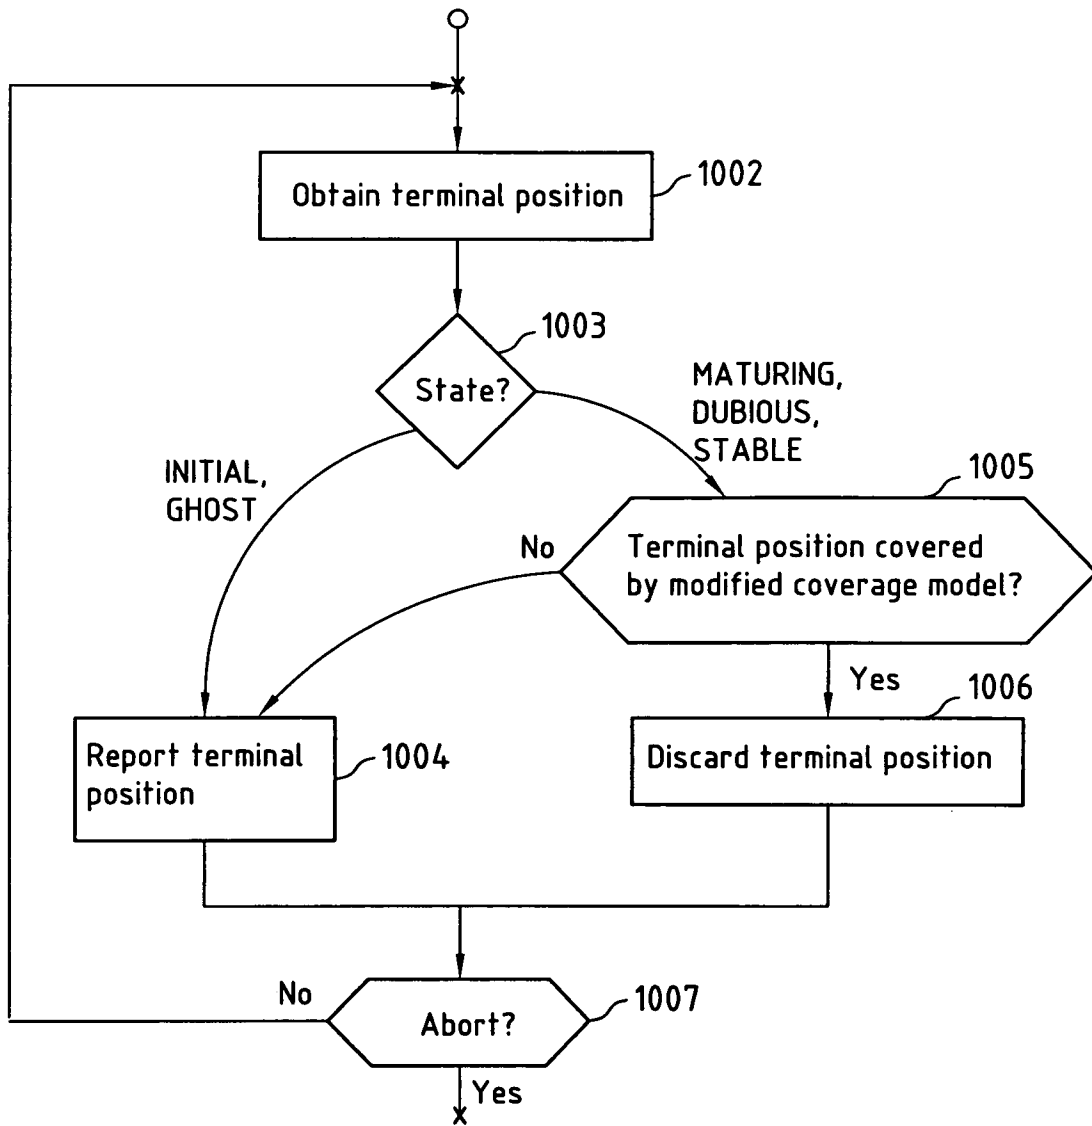 Obtain terminal position
1002
1003
State?
MATURING,
DUBIOUS,
STABLE
INITIAL,
GHOST
1005
No
Terminal position covered
by modified coverage model?
Yes
1006
Report terminal
position
1004
Discard terminal position
No
Abort?
1007
Yes